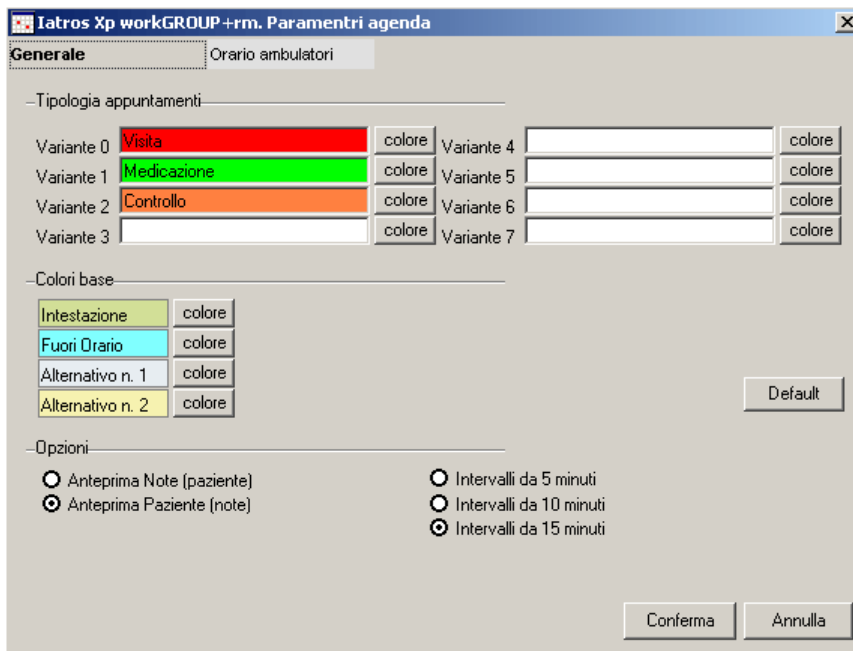 Iatros Xp workGROUP+rm. Paramentri agenda
Generale Orario ambulatori
Tipologia appuntamenti
Variante 0 Visita colore Variante 4 colore
Variante 1 Medicazione colore Variante 5 colore
Variante 2 Controllo colore Variante 6 colore
Variante 3 colore Variante 7 colore
Colori base
Intestazione colore
Fuori Orario colore
Alternativo n. 1 colore
Alternativo n. 2 colore
Default
Opzioni
Anteprima Note (paziente) Intervalli da 5 minuti
Anteprima Paziente (note) Intervalli da 10 minuti
Intervalli da 15 minuti
Conferma Annulla